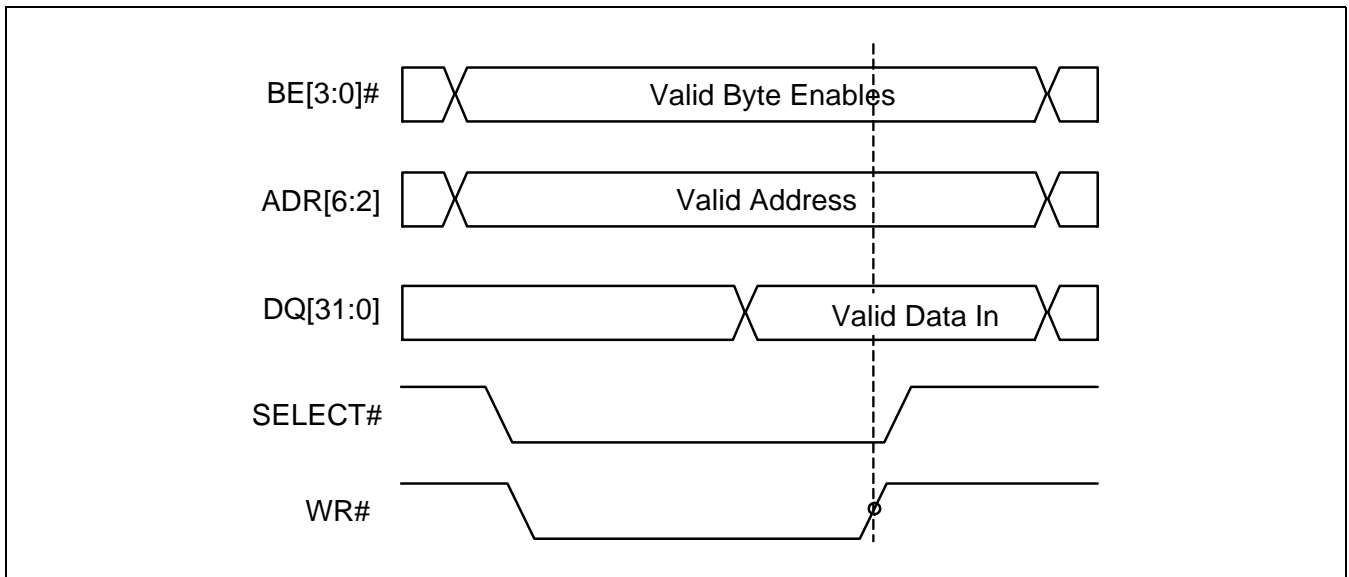 BE[3:0]#
Valid Byte Enables
ADR[6:2]
Valid Address
DQ[31:0]
Valid Data In
SELECT#
WR#